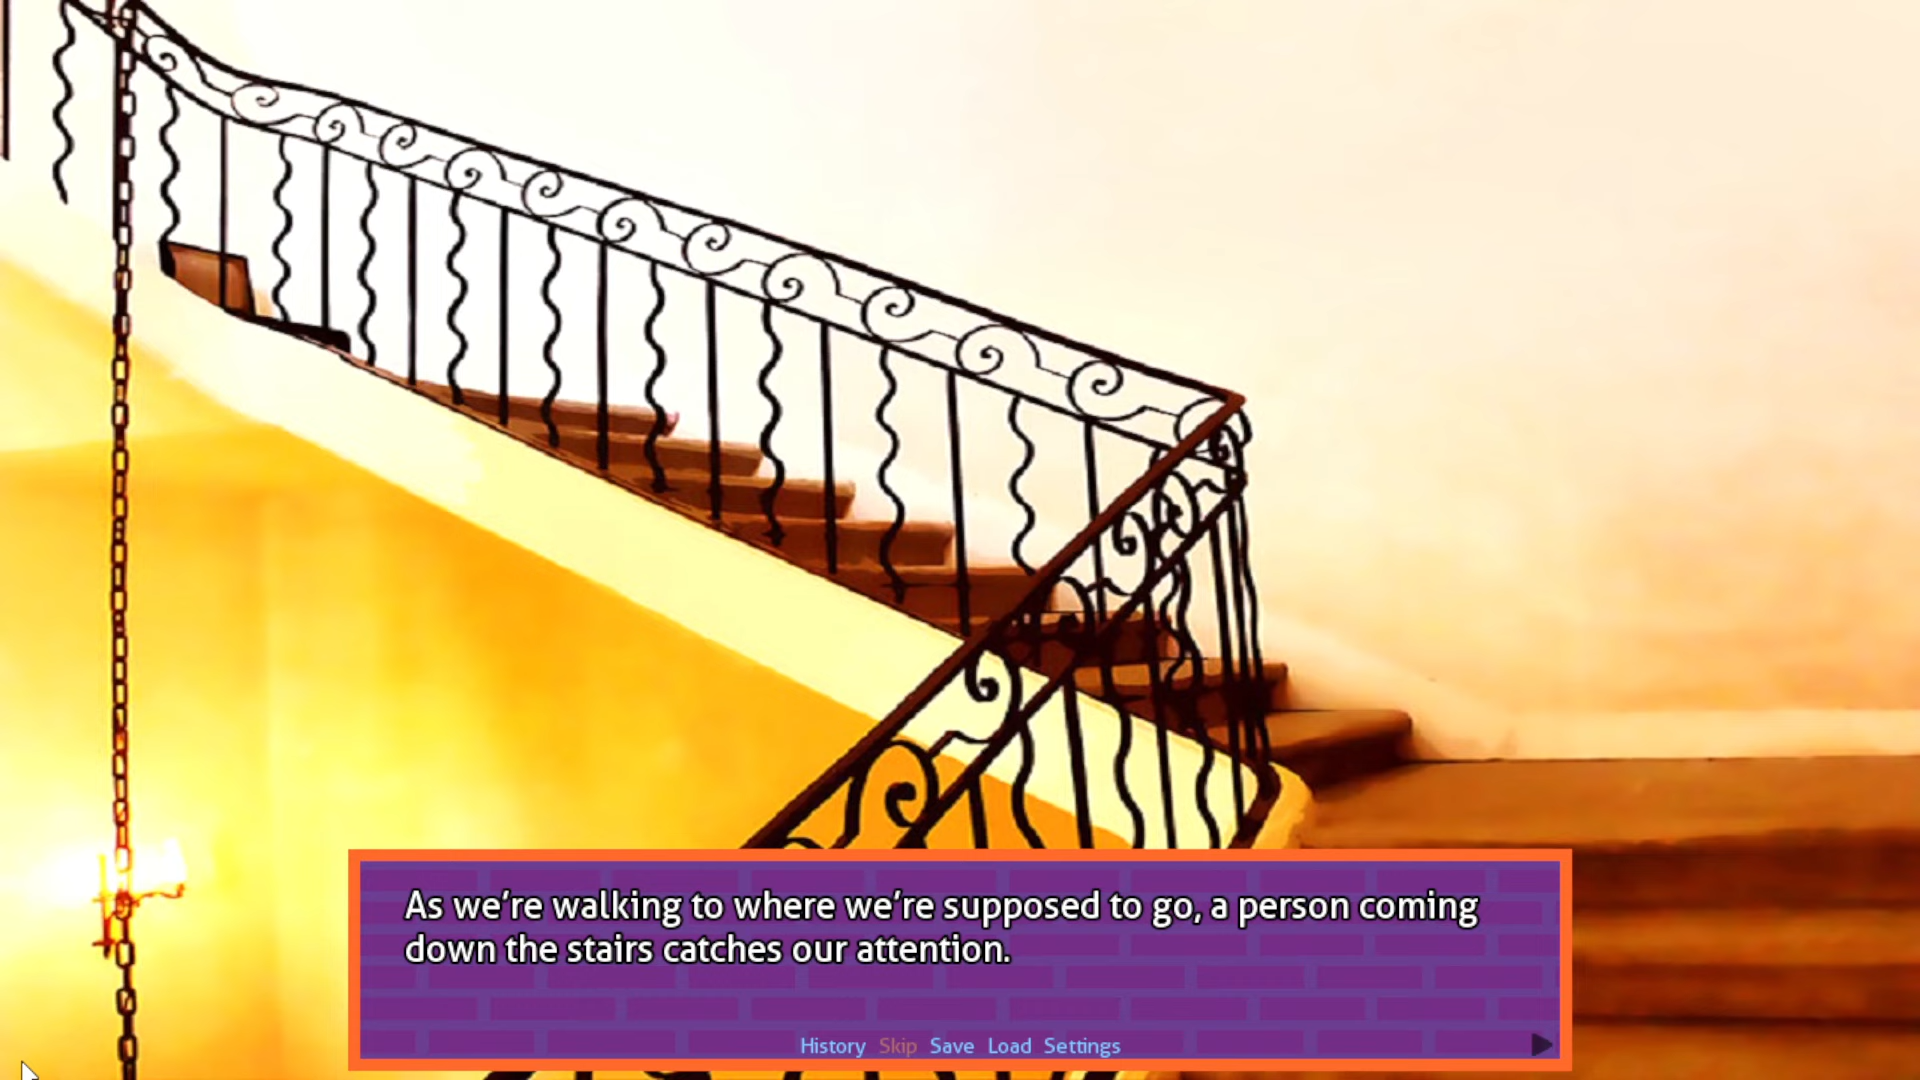 As we’re walking to where we’re supposed to go, a person coming
down the stairs catches our attention.
History Skip Save Load Settings